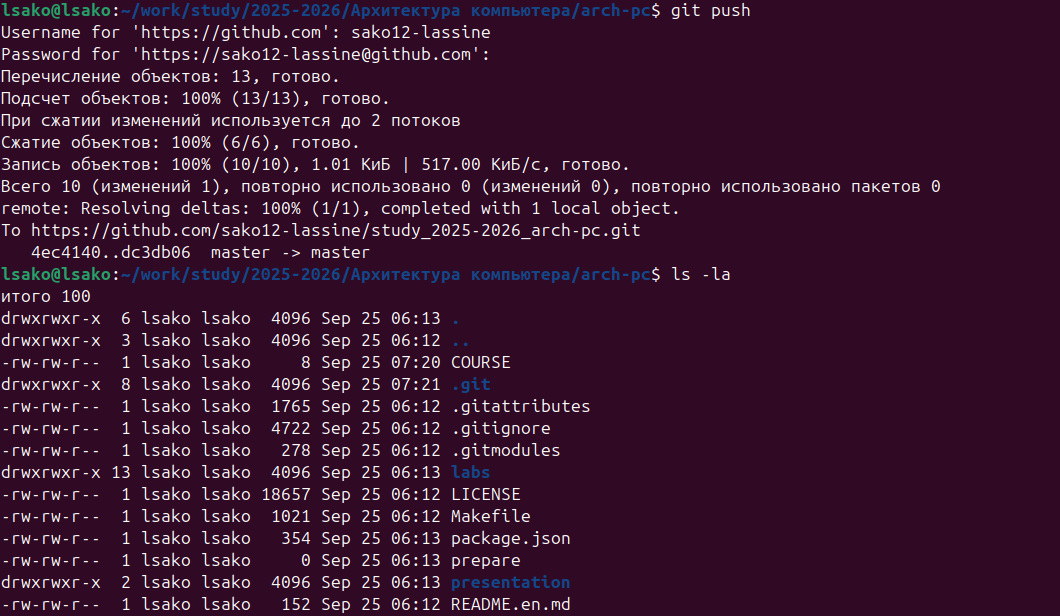 lsako@lsako:~/work/study/2025-2026/Архитектура компьютера/arch-pc$ git push
Username for 'https://github.com': sako12-lassine
Password for 'https://sako12-lassine@github.com':
Перечисление объектов: 13, готово.
Подсчет объектов: 100% (13/13), готово.
При сжатии изменений используется до 2 потоков
Сжатие объектов: 100% (6/6), готово.
Запись объектов: 100% (10/10), 1.01 КиБ | 517.00 КиБ/с, готово.
Всего 10 (изменений 1), повторно использовано 0 (изменений 0), повторно использовано пакетов 0
remote: Resolving deltas: 100% (1/1), completed with 1 local object.
To https://github.com/sako12-lassine/study_2025-2026_arch-pc.git
   4ec4140..dc3db06  master -> master
lsako@lsako:~/work/study/2025-2026/Архитектура компьютера/arch-pc$ ls -la
итого 100
drwxrwxr-x  6 lsako lsako  4096 Sep 25 06:13 .
drwxrwxr-x  3 lsako lsako  4096 Sep 25 06:12 ..
-rw-rw-r--  1 lsako lsako     8 Sep 25 07:20 COURSE
drwxrwxr-x  8 lsako lsako  4096 Sep 25 07:21 .git
-rw-rw-r--  1 lsako lsako  1765 Sep 25 06:12 .gitattributes
-rw-rw-r--  1 lsako lsako  4722 Sep 25 06:12 .gitignore
-rw-rw-r--  1 lsako lsako   278 Sep 25 06:12 .gitmodules
drwxrwxr-x 13 lsako lsako  4096 Sep 25 06:13 labs
-rw-rw-r--  1 lsako lsako 18657 Sep 25 06:12 LICENSE
-rw-rw-r--  1 lsako lsako  1021 Sep 25 06:12 Makefile
-rw-rw-r--  1 lsako lsako   354 Sep 25 06:13 package.json
-rw-rw-r--  1 lsako lsako     0 Sep 25 06:13 prepare
drwxrwxr-x  2 lsako lsako  4096 Sep 25 06:13 presentation
-rw-rw-r--  1 lsako lsako   152 Sep 25 06:12 README.en.md